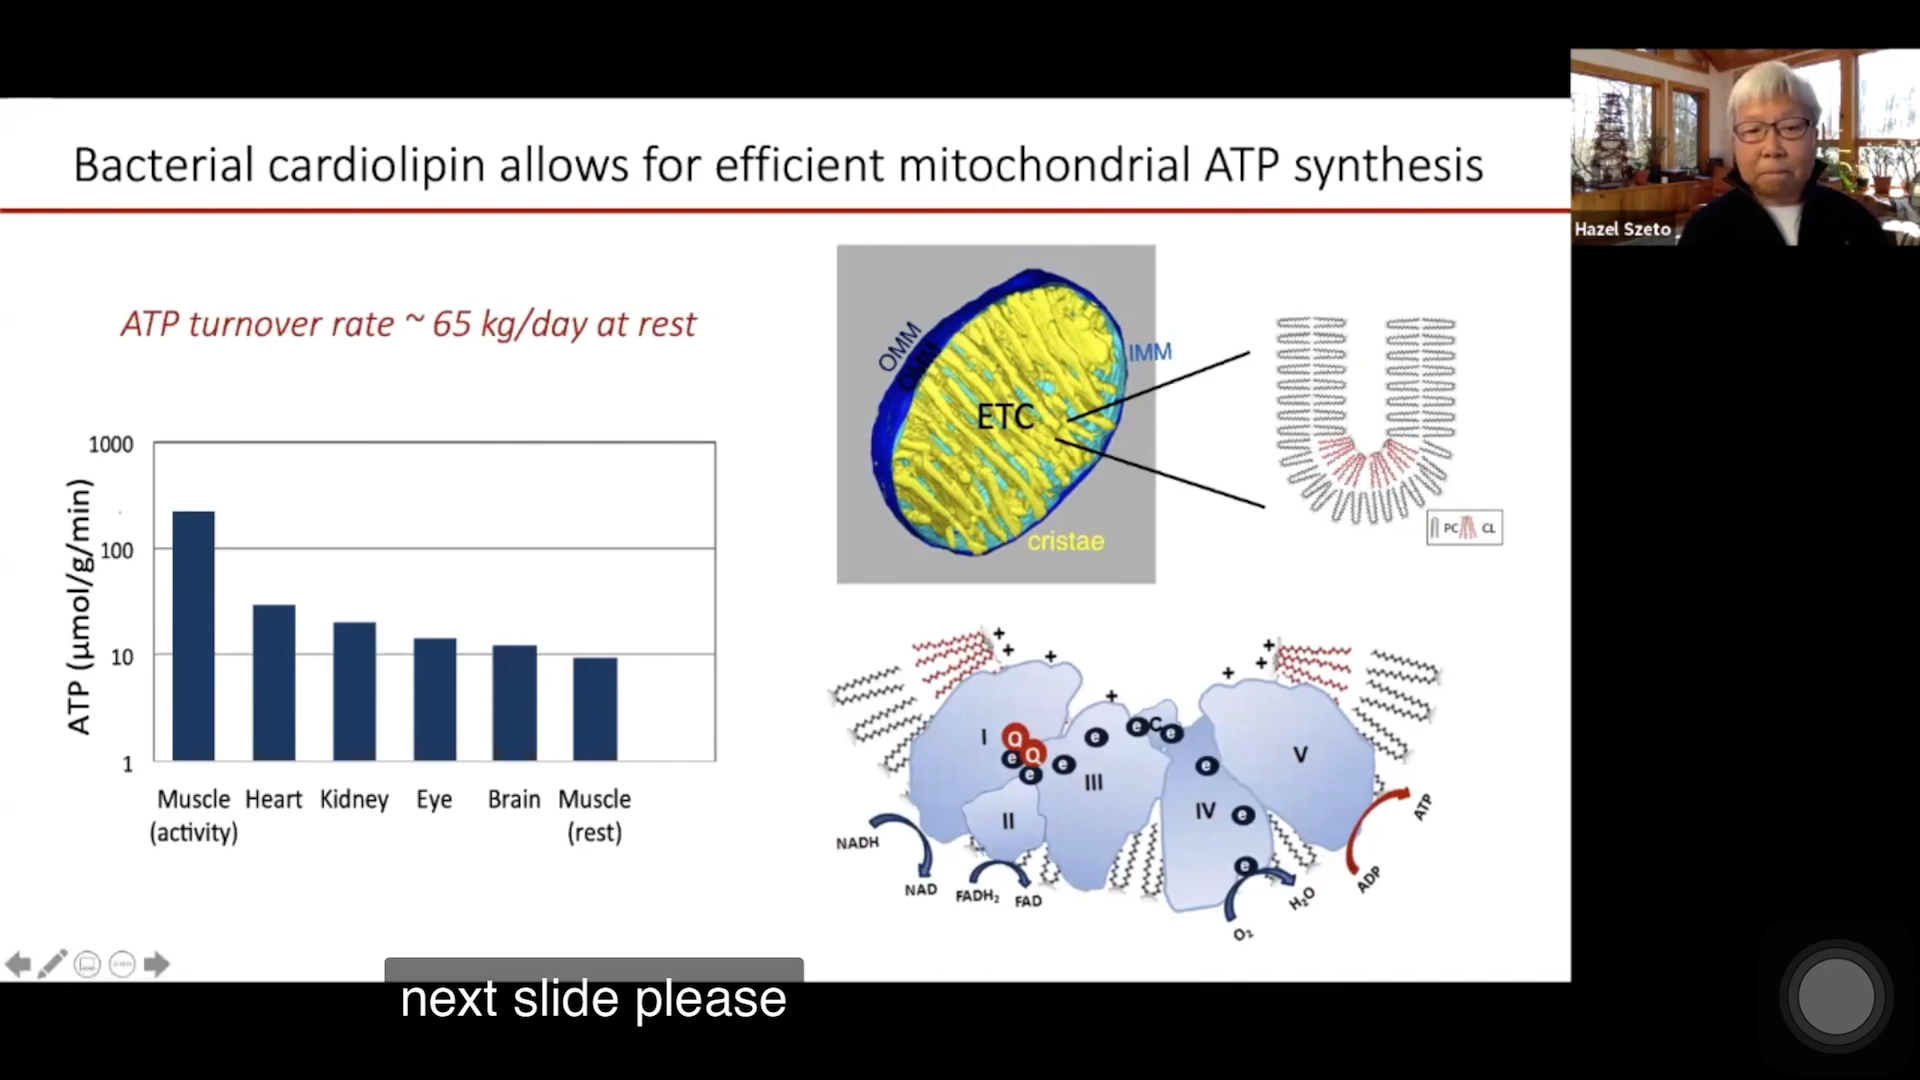 Bacterial cardiolipin allows for efficient mitochondrial ATP synthesis
Hazel Szeto
ATP turnover rate ~ 65 kg/day at rest
ATP (µmol/g/min)
1000
100
10
1
Muscle (activity)
Heart
Kidney
Eye
Brain
Muscle (rest)
OMM
OMM
IMM
ETC
cristae
PC
CL
+
+
+
+
+
+
+
I
Q
Q
e
e
e
e
e
C
e
e
e
e
II
III
IV
V
NADH
NAD
FADH₂
FAD
O₂
H₂O
ADP
ATP
next slide please